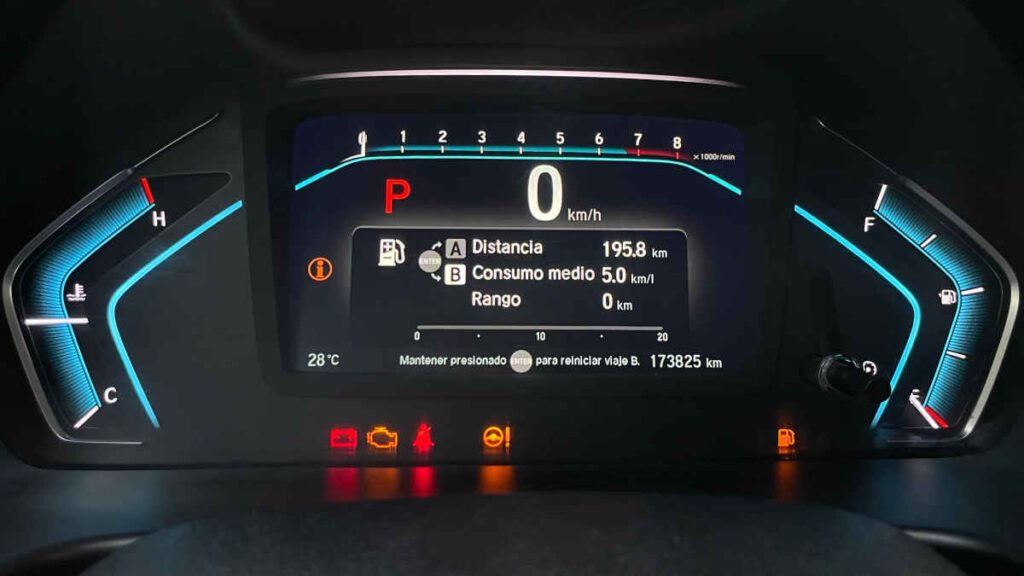 0 1 2 3 4 5 6 7 8 ×1000r/min
P 0 km/h
H
F
A Distancia 195.8 km
ENTER
B Consumo medio 5.0 km/l
Rango 0 km
0 10 20
C
E
28 °C Mantener presionado ENTER para reiniciar viaje B. 173825 km